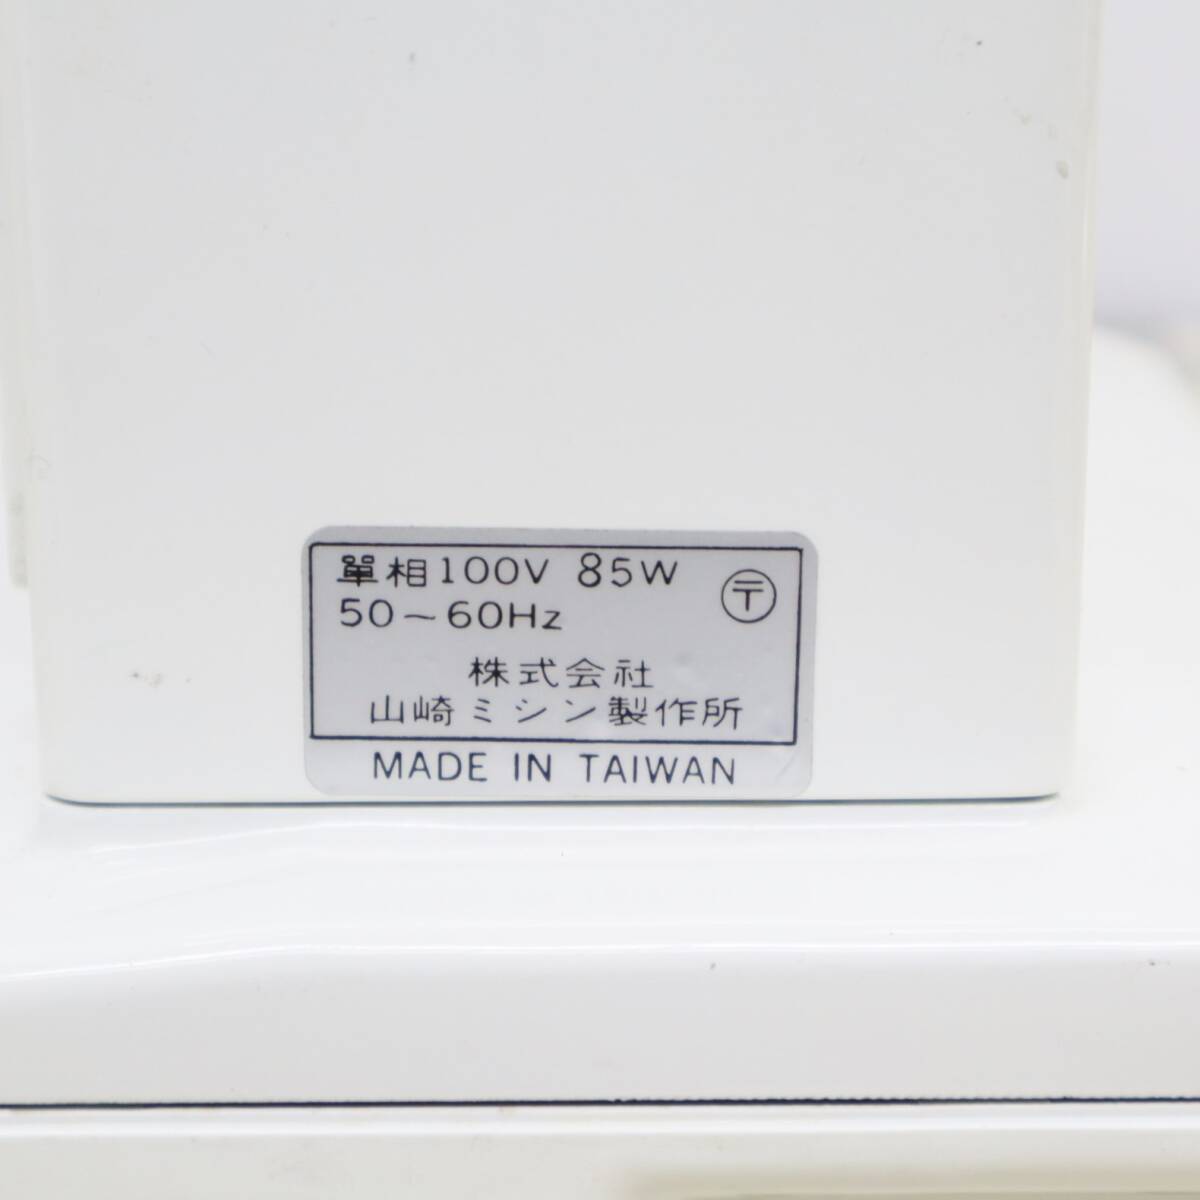 單相100V 85W 〶
50～60Hz
株式会社
山崎ミシン製作所
MADE IN TAIWAN